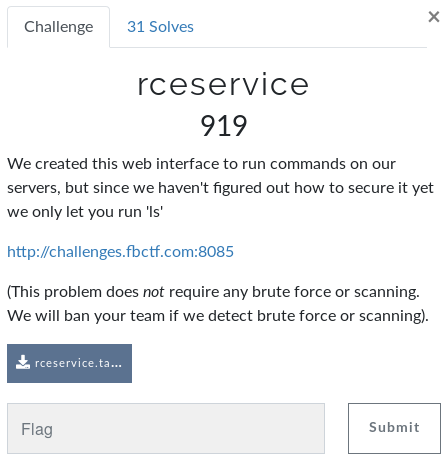 Challenge
31 Solves
×
rceservice
919
We created this web interface to run commands on our
servers, but since we haven't figured out how to secure it yet
we only let you run 'ls'
http://challenges.fbctf.com:8085
(This problem does not require any brute force or scanning.
We will ban your team if we detect brute force or scanning).
rceservice.ta...
Flag
Submit